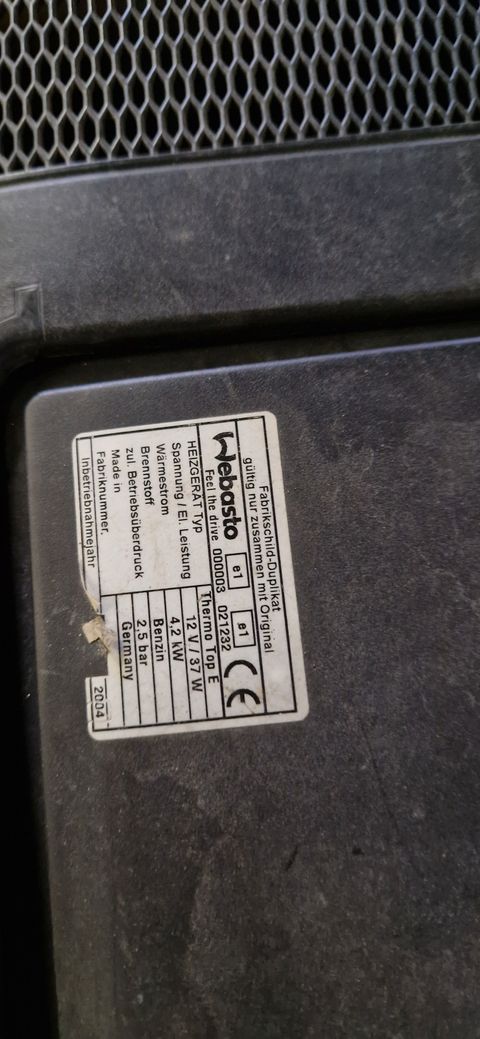 Fabrikschild-Duplikat
gültig nur zusammen mit Original
Webasto
Feel the drive
e1
000003
e1
021232
CE
HEIZGERÄT Typ Thermo Top E
Spannung / El. Leistung 12 V / 37 W
Wärmestrom 4,2 kW
Brennstoff Benzin
zul. Betriebsüberdruck 2,5 bar
Made in Germany
Fabriknummer.
Inbetriebnahmejahr 2004